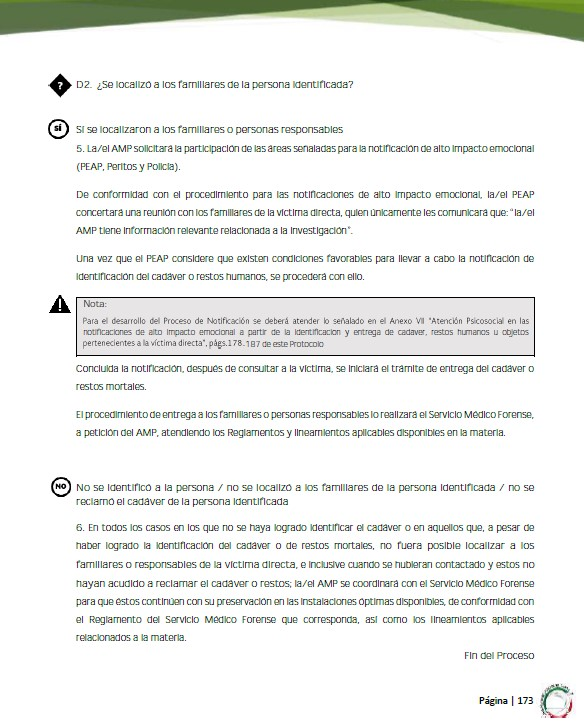 ?
D2. ¿Se localizó a los familiares de la persona identificada?
SÍ
Si se localizaron a los familiares o personas responsables
5. La/el AMP solicitará la participación de las áreas señaladas para la notificación de alto impacto emocional
(PEAP, Peritos y Policía).
De conformidad con el procedimiento para las notificaciones de alto impacto emocional, la/el PEAP
concertará una reunión con los familiares de la víctima directa, quien únicamente les comunicará que: "la/el
AMP tiene información relevante relacionada a la investigación".
Una vez que el PEAP considere que existen condiciones favorables para llevar a cabo la notificación de
identificación del cadáver o restos humanos, se procederá con ello.
Nota:
Para el desarrollo del Proceso de Notificación se deberá atender lo señalado en el Anexo VII "Atención Psicosocial en las
notificaciones de alto impacto emocional a partir de la identificación y entrega de cadáver, restos humanos u objetos
pertenecientes a la víctima directa", págs.178.187 de este Protocolo
Concluida la notificación, después de consultar a la víctima, se iniciará el trámite de entrega del cadáver o
restos mortales.
El procedimiento de entrega a los familiares o personas responsables lo realizará el Servicio Médico Forense,
a petición del AMP, atendiendo los Reglamentos y lineamientos aplicables disponibles en la materia.
NO
No se identificó a la persona / no se localizó a los familiares de la persona identificada / no se
reclamó el cadáver de la persona identificada
6. En todos los casos en los que no se haya logrado identificar el cadáver o en aquellos que, a pesar de
haber logrado la identificación del cadáver o de restos mortales, no fuera posible localizar a los
familiares o responsables de la víctima directa, e inclusive cuando se hubieran contactado y estos no
hayan acudido a reclamar el cadáver o restos; la/el AMP se coordinará con el Servicio Médico Forense
para que éstos continúen con su preservación en las instalaciones óptimas disponibles, de conformidad con
el Reglamento del Servicio Médico Forense que corresponda, así como los lineamientos aplicables
relacionados a la materia.
Fin del Proceso
Página | 173